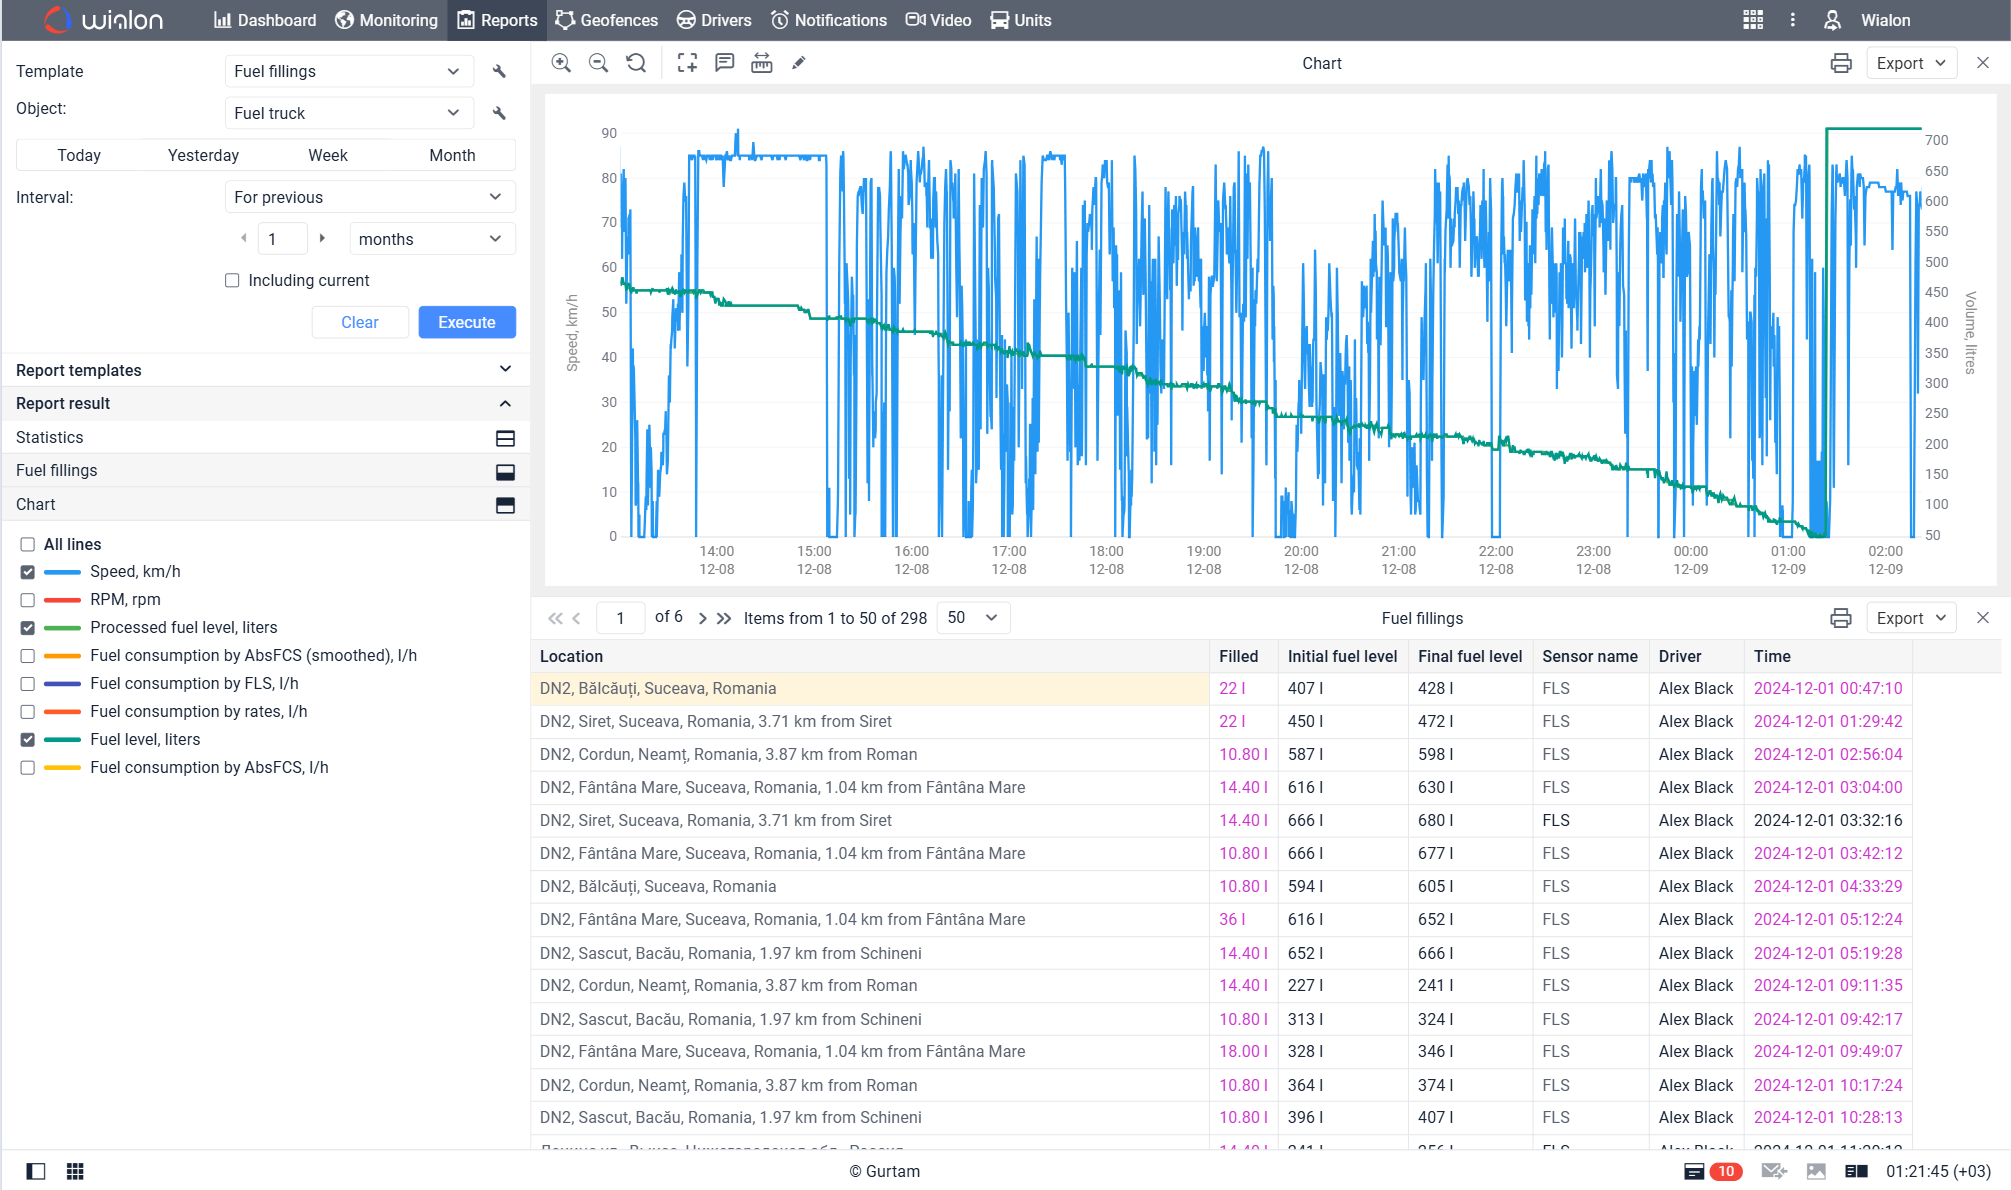 wialon Dashboard Monitoring Reports Geofences Drivers Notifications Video Units Wialon
Template Fuel fillings
Object: Fuel truck
Today Yesterday Week Month
Interval: For previous
1 months
Including current
Clear Execute
Report templates
Report result
Statistics
Fuel fillings
Chart
All lines
Speed, km/h
RPM, rpm
Processed fuel level, liters
Fuel consumption by AbsFCS (smoothed), l/h
Fuel consumption by FLS, l/h
Fuel consumption by rates, l/h
Fuel level, liters
Fuel consumption by AbsFCS, l/h
Chart Export
90
80
70
60
50
40
30
20
10
0
Speed, km/h
700
650
600
550
500
450
400
350
300
250
200
150
100
50
Volume, litres
14:00 15:00 16:00 17:00 18:00 19:00 20:00 21:00 22:00 23:00 00:00 01:00 02:00
12-08 12-08 12-08 12-08 12-08 12-08 12-08 12-08 12-08 12-08 12-09 12-09 12-09
1 of 6 Items from 1 to 50 of 298 50 Fuel fillings Export
Location Filled Initial fuel level Final fuel level Sensor name Driver Time
DN2, Bălcăuți, Suceava, Romania 22 l 407 l 428 l FLS Alex Black 2024-12-01 00:47:10
DN2, Siret, Suceava, Romania, 3.71 km from Siret 22 l 450 l 472 l FLS Alex Black 2024-12-01 01:29:42
DN2, Cordun, Neamț, Romania, 3.87 km from Roman 10.80 l 587 l 598 l FLS Alex Black 2024-12-01 02:56:04
DN2, Fântâna Mare, Suceava, Romania, 1.04 km from Fântâna Mare 14.40 l 616 l 630 l FLS Alex Black 2024-12-01 03:04:00
DN2, Siret, Suceava, Romania, 3.71 km from Siret 14.40 l 666 l 680 l FLS Alex Black 2024-12-01 03:32:16
DN2, Fântâna Mare, Suceava, Romania, 1.04 km from Fântâna Mare 10.80 l 666 l 677 l FLS Alex Black 2024-12-01 03:42:12
DN2, Bălcăuți, Suceava, Romania 10.80 l 594 l 605 l FLS Alex Black 2024-12-01 04:33:29
DN2, Fântâna Mare, Suceava, Romania, 1.04 km from Fântâna Mare 36 l 616 l 652 l FLS Alex Black 2024-12-01 05:12:24
DN2, Sascut, Bacău, Romania, 1.97 km from Schineni 14.40 l 652 l 666 l FLS Alex Black 2024-12-01 05:19:28
DN2, Cordun, Neamț, Romania, 3.87 km from Roman 14.40 l 227 l 241 l FLS Alex Black 2024-12-01 09:11:35
DN2, Sascut, Bacău, Romania, 1.97 km from Schineni 10.80 l 313 l 324 l FLS Alex Black 2024-12-01 09:42:17
DN2, Fântâna Mare, Suceava, Romania, 1.04 km from Fântâna Mare 18.00 l 328 l 346 l FLS Alex Black 2024-12-01 09:49:07
DN2, Cordun, Neamț, Romania, 3.87 km from Roman 10.80 l 364 l 374 l FLS Alex Black 2024-12-01 10:17:24
DN2, Sascut, Bacău, Romania, 1.97 km from Schineni 10.80 l 396 l 407 l FLS Alex Black 2024-12-01 10:28:13
© Gurtam 10 01:21:45 (+03)